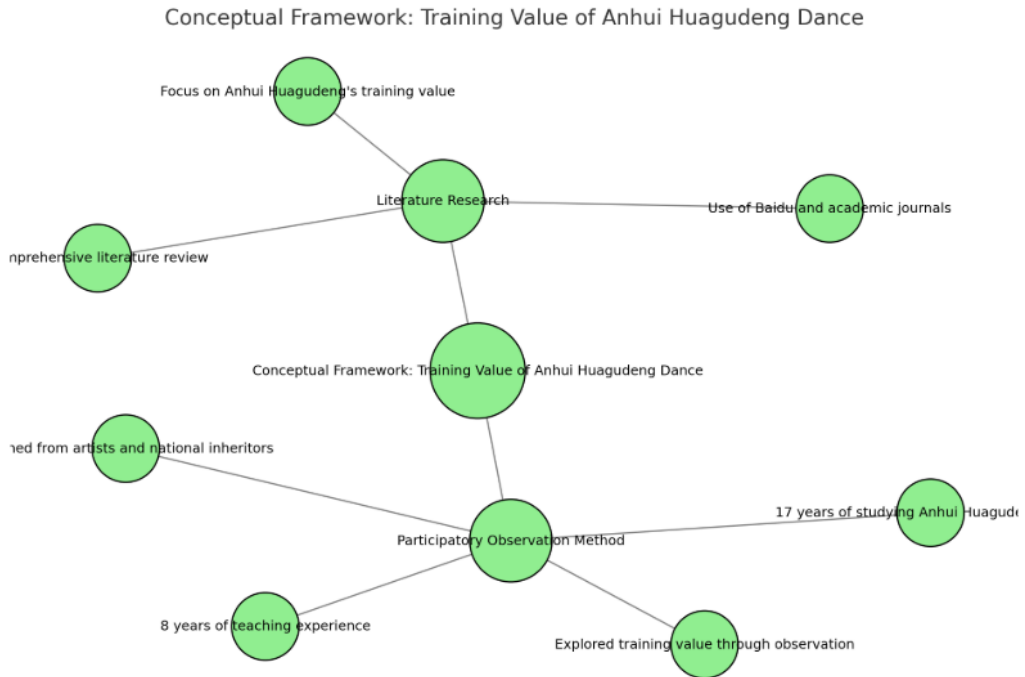 Conceptual Framework: Training Value of Anhui Huagudeng Dance
Focus on Anhui Huagudeng's training value
Literature Research
Use of Baidu and academic journals
mprehensive literature review
Conceptual Framework: Training Value of Anhui Huagudeng Dance
ned from artists and national inheritors
17 years of studying Anhui Huagude
Participatory Observation Method
8 years of teaching experience
Explored training value through observation